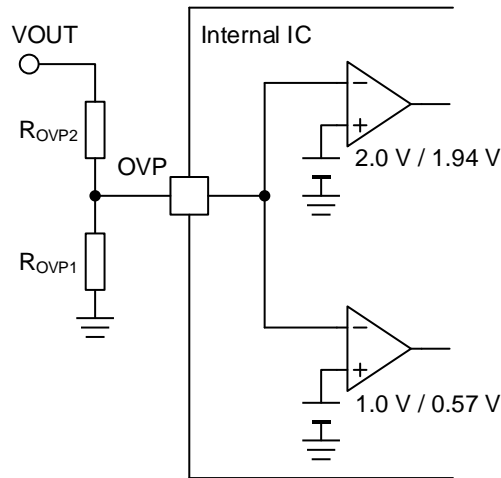 Internal IC
VOUT
−
+
2.0 V / 1.94 V
ROVP2
OVP
ROVP1
−
+
1.0 V / 0.57 V